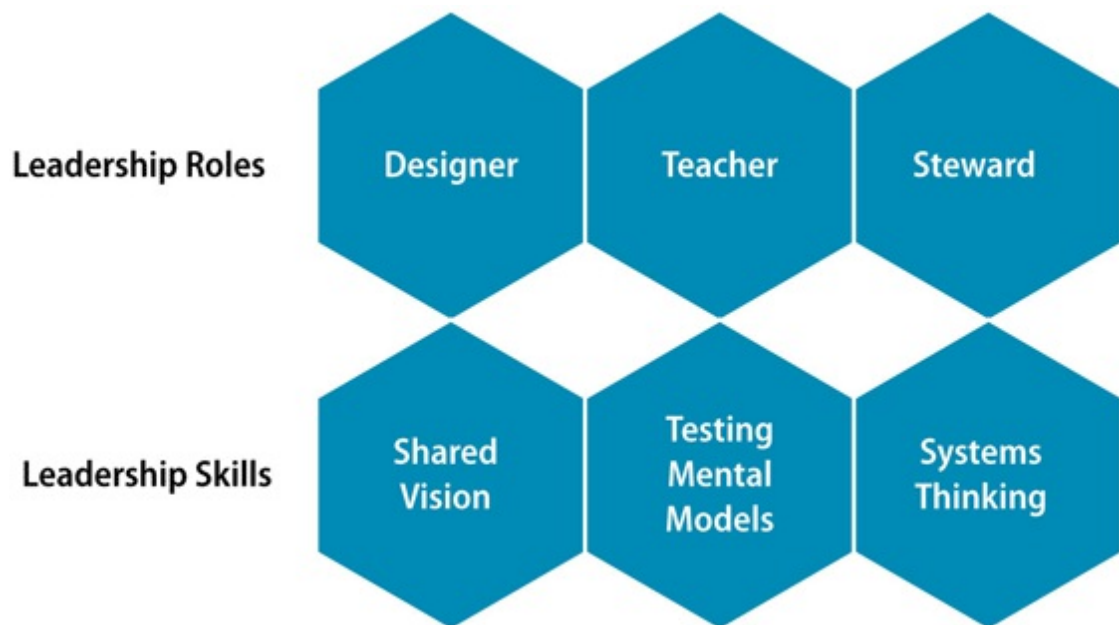 Leadership Roles
Designer
Teacher
Steward
Leadership Skills
Shared
Vision
Testing
Mental
Models
Systems
Thinking